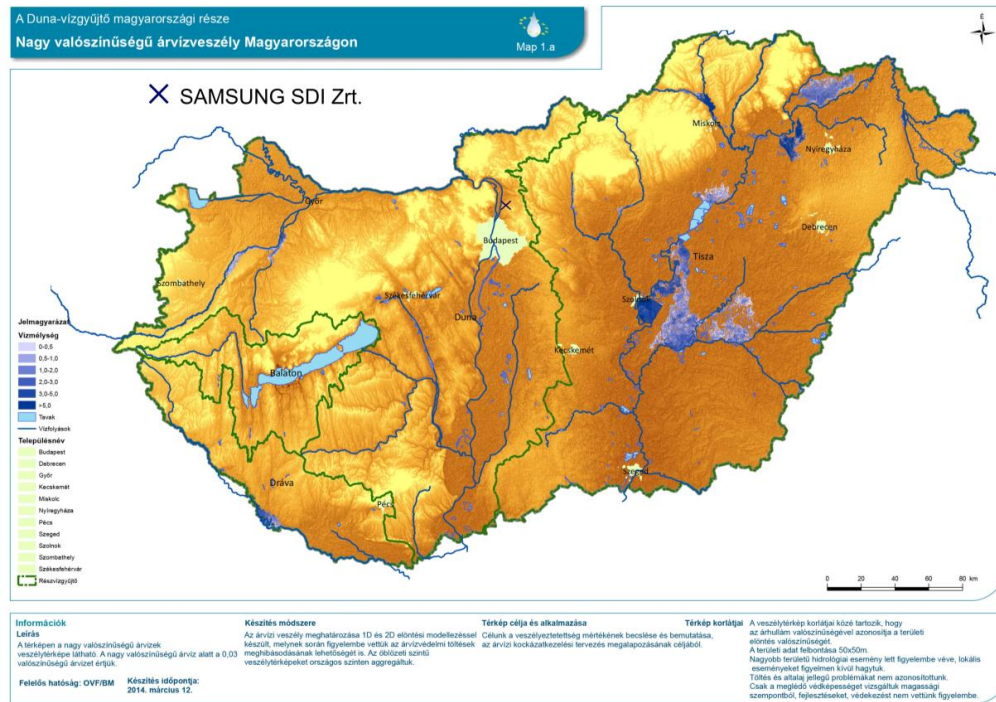 A Duna-vízgyűjtő magyarországi része
Nagy valószínűségű árvízveszély Magyarországon
Map 1.a
É
SAMSUNG SDI Zrt.
Miskolc
Nyíregyháza
Győr
Debrecen
Budapest
Tisza
Szombathely
Székesfehérvár
Szolnok
Duna
Kecskemét
Balaton
Szeged
Dráva
Pécs
Jelmagyarázat
Vízmélység
0-0,5
0,5-1,0
1,0-2,0
2,0-3,0
3,0-5,0
>5,0
Tavak
Vízfolyások
Településnév
Budapest
Debrecen
Győr
Kecskemét
Miskolc
Nyíregyháza
Pécs
Szeged
Szolnok
Szombathely
Székesfehérvár
Részvízgyűjtő
0 20 40 60 80 km
Információk
Leírás
A térképen a nagy valószínűségű árvizek
veszélytérképe látható. A nagy valószínűségű árvíz alatt a 0,03
valószínűségű árvizet értjük.
Felelős hatóság: OVF/BM
Készítés időpontja:
2014. március 12.
Készítés módszere
Az árvízi veszély meghatározása 1D és 2D elöntési modellezéssel
készült, melynek során figyelembe vettük az árvízvédelmi töltések
meghibásodásának lehetőségét is. Az öblözeti szintű
veszélytérképeket országos szinten aggregáltuk.
Térkép célja és alkalmazása
Célunk a veszélyeztetettség mértékének becslése és bemutatása,
az árvízi kockázatkezelési tervezés megalapozásának céljából.
Térkép korlátjai
A veszélytérkép korlátjai közé tartozik, hogy
az árhullám valószínűségével azonosítja a területi
elöntés valószínűségét.
A területi adat felbontása 50x50m.
Nagyobb területű hidrológiai esemény lett figyelembe véve, lokális
eseményeket figyelmen kívül hagytuk.
Töltés és altalaj jellegű problémákat nem azonosítottunk.
Csak a meglédő védképességet vizsgáltuk magassági
szempontból, fejlesztéseket, védekezést nem vettünk figyelembe.